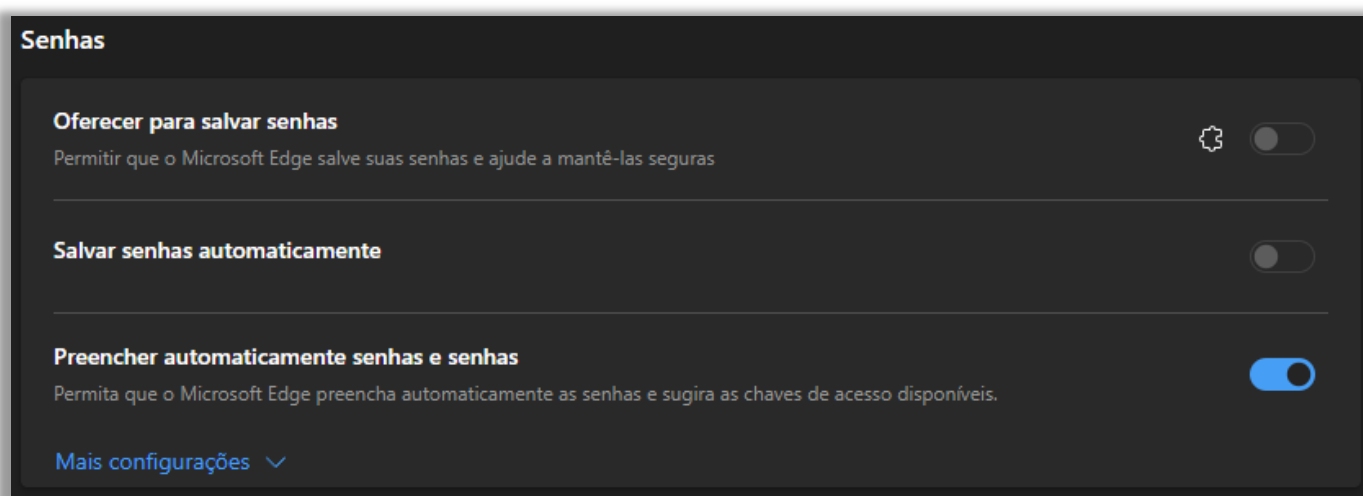 Senhas
Oferecer para salvar senhas
Permitir que o Microsoft Edge salve suas senhas e ajude a mantê-las seguras
Salvar senhas automaticamente
Preencher automaticamente senhas e senhas
Permita que o Microsoft Edge preencha automaticamente as senhas e sugira as chaves de acesso disponíveis.
Mais configurações